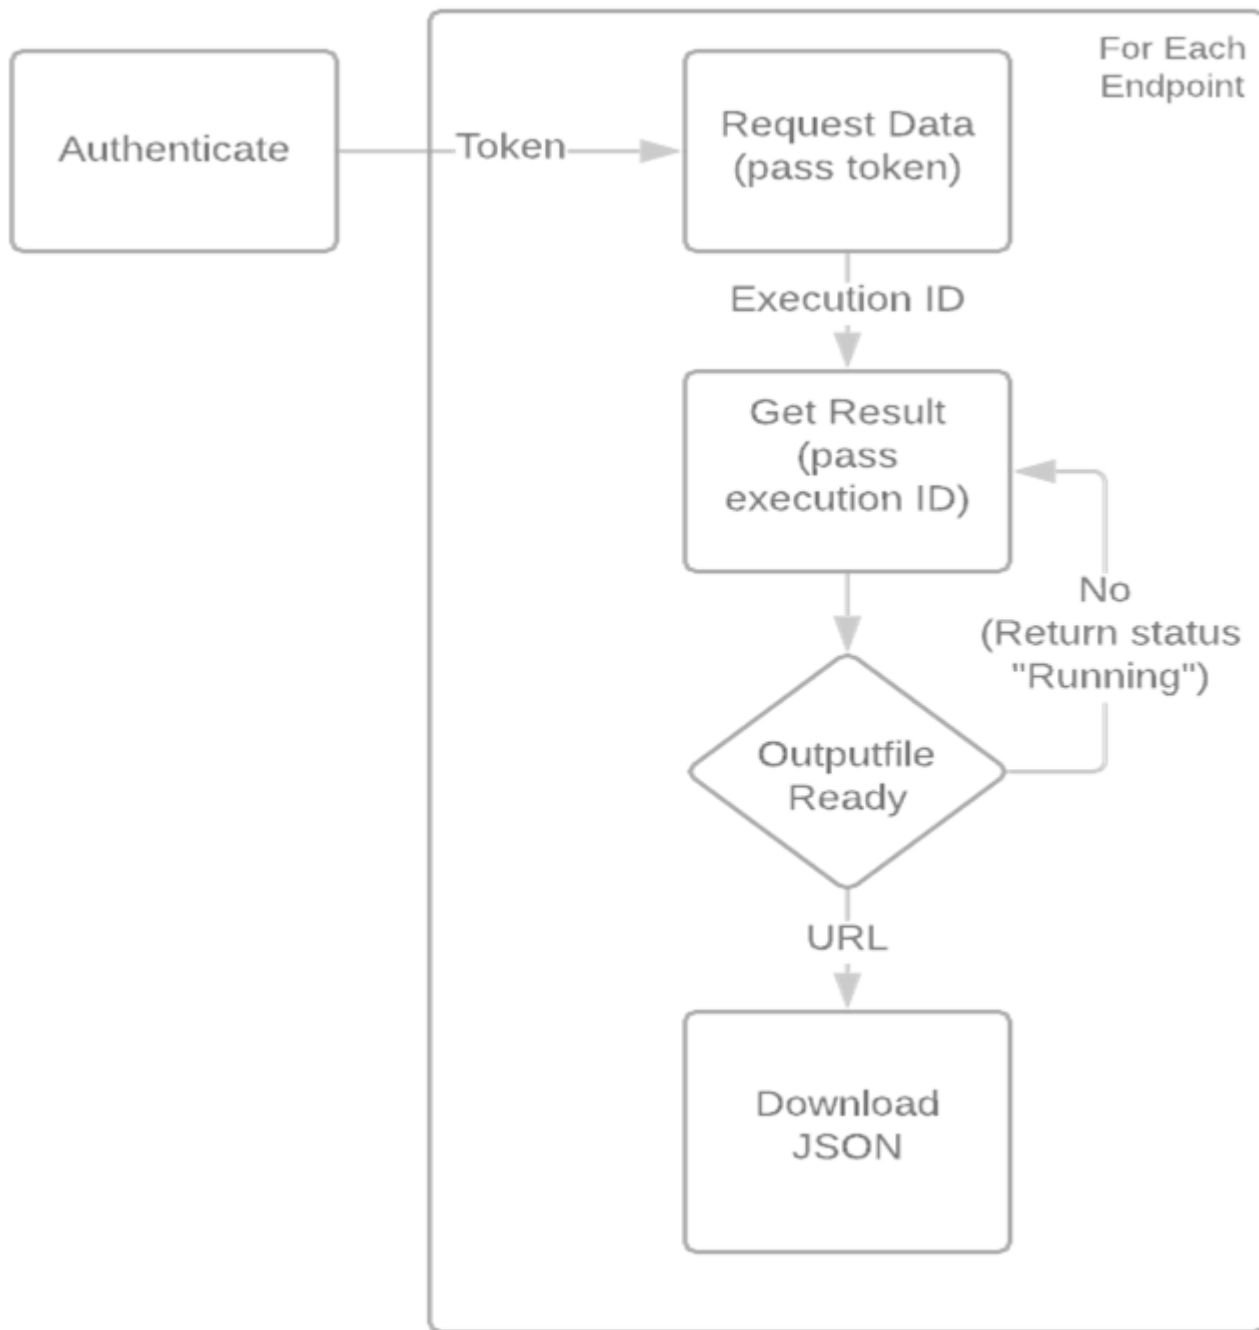 For Each
Endpoint
Authenticate
Token
Request Data
(pass token)
Execution ID
Get Result
(pass
execution ID)
No
(Return status
"Running")
Outputfile
Ready
URL
Download
JSON